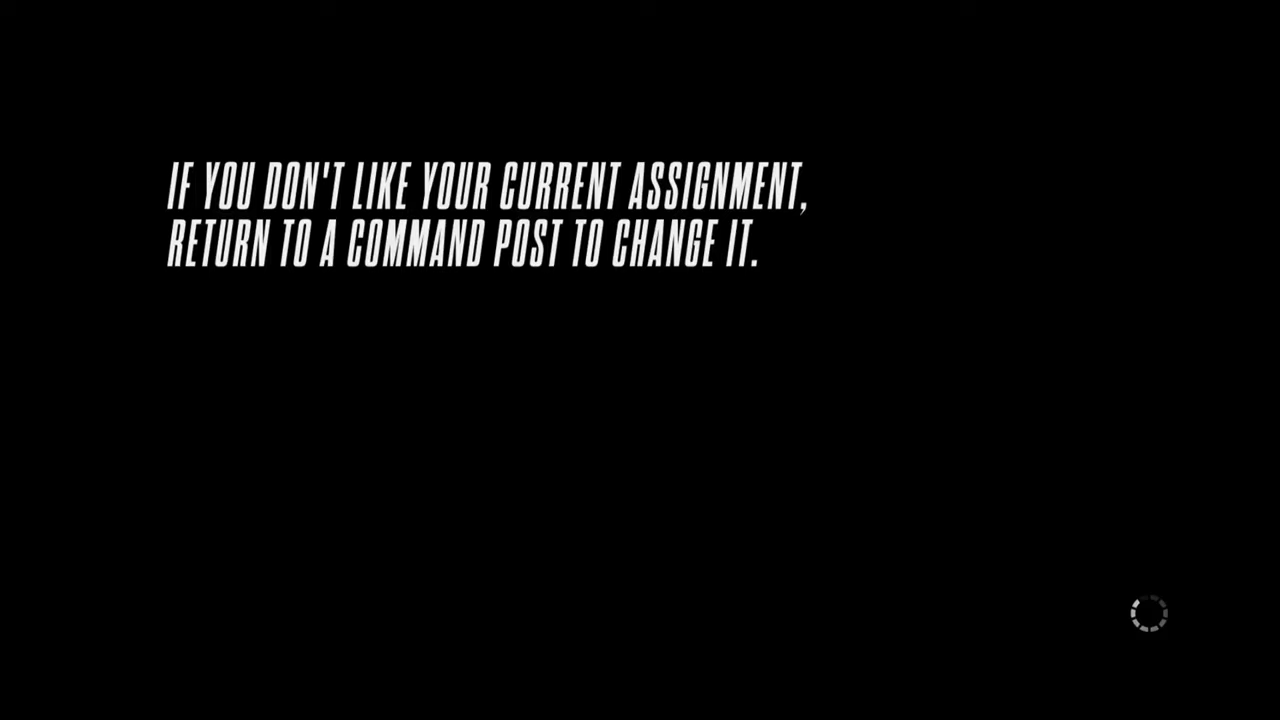 IF YOU DON'T LIKE YOUR CURRENT ASSIGNMENT,
RETURN TO A COMMAND POST TO CHANGE IT.